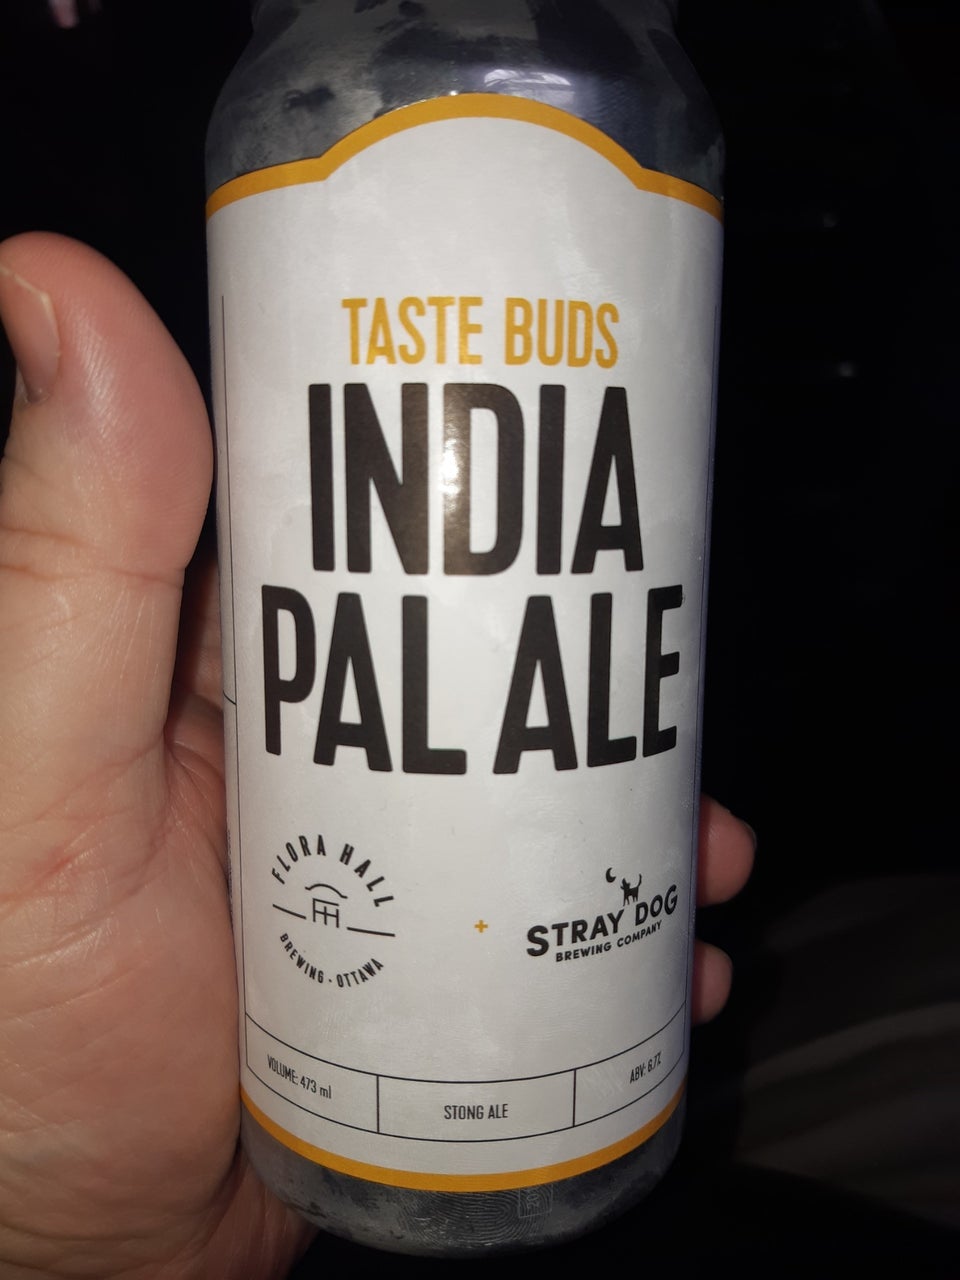 TASTE BUDS
INDIA
PAL ALE
FLORA HALL
FH
BREWING · OTTAWA
+
STRAY DOG
BREWING COMPANY
VOLUME: 473 ml
STONG ALE
ABV: 6.7%